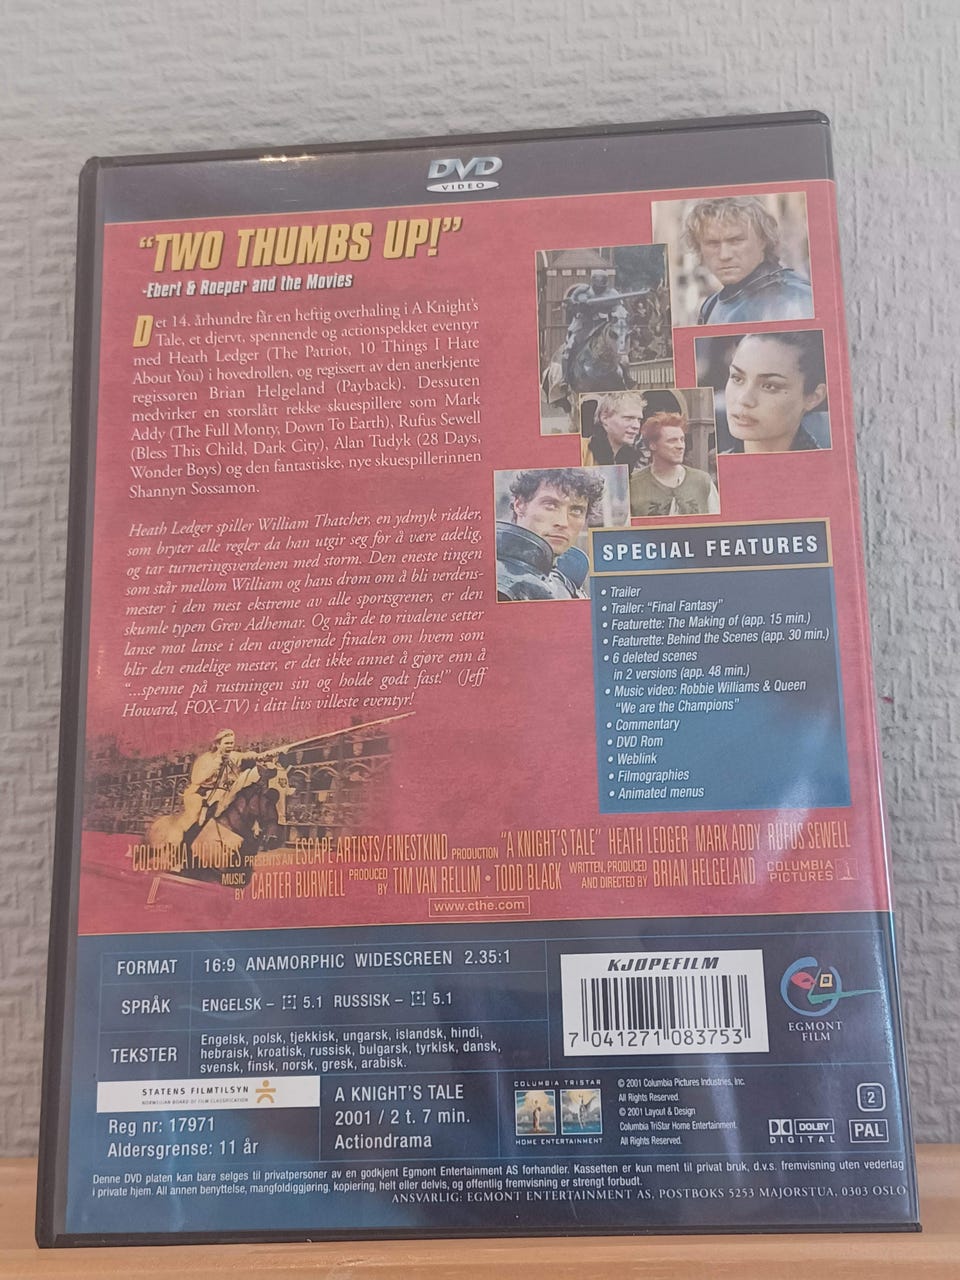 DVD
VIDEO
“TWO THUMBS UP!”
-Ebert & Roeper and the Movies
Det 14. århundre får en heftig overhaling i A Knight's
Tale, et djervt, spennende og actionspekket eventyr
med Heath Ledger (The Patriot, 10 Things I Hate
About You) i hovedrollen, og regissert av den anerkjente
regissøren Brian Helgeland (Payback). Dessuten
medvirker en storslått rekke skuespillere som Mark
Addy (The Full Monty, Down To Earth), Rufus Sewell
(Bless This Child, Dark City), Alan Tudyk (28 Days,
Wonder Boys) og den fantastiske, nye skuespillerinnen
Shannyn Sossamon.
Heath Ledger spiller William Thatcher, en ydmyk ridder,
som bryter alle regler da han utgir seg for å være adelig,
og tar turneringsverdenen med storm. Den eneste tingen
som står mellom William og hans drøm om å bli verdens-
mester i den mest ekstreme av alle sportsgrener, er den
skumle typen Grev Adhemar. Og når de to rivalene setter
lanse mot lanse i den avgjørende finalen om hvem som
blir den endelige mester, er det ikke annet å gjøre enn å
“...spenne på rustningen sin og holde godt fast!” (Jeff
Howard, FOX-TV) i ditt livs villeste eventyr!
SPECIAL FEATURES
• Trailer
• Trailer: “Final Fantasy”
• Featurette: The Making of (app. 15 min.)
• Featurette: Behind the Scenes (app. 30 min.)
• 6 deleted scenes
in 2 versions (app. 48 min.)
• Music video: Robbie Williams & Queen
“We are the Champions”
• Commentary
• DVD Rom
• Weblink
• Filmographies
• Animated menus
COLUMBIA PICTURES PRESENTS AN ESCAPE ARTISTS/FINESTKIND PRODUCTION “A KNIGHT'S TALE” HEATH LEDGER MARK ADDY RUFUS SEWELL
MUSIC BY CARTER BURWELL PRODUCED BY TIM VAN RELLIM • TODD BLACK WRITTEN, PRODUCED AND DIRECTED BY BRIAN HELGELAND COLUMBIA PICTURES
www.cthe.com
FORMAT 16:9 ANAMORPHIC WIDESCREEN 2.35:1
SPRÅK ENGELSK – 5.1 RUSSISK – 5.1
TEKSTER Engelsk, polsk, tjekkisk, ungarsk, islandsk, hindi,
hebraisk, kroatisk, russisk, bulgarsk, tyrkisk, dansk,
svensk, finsk, norsk, gresk, arabisk.
KJØPEFILM
7 041271 083753
EGMONT
FILM
STATENS FILMTILSYN
NORWEGIAN BOARD OF FILM CLASSIFICATION
Reg nr: 17971
Aldersgrense: 11 år
A KNIGHT'S TALE
2001 / 2 t. 7 min.
Actiondrama
COLUMBIA TRISTAR
HOME ENTERTAINMENT
© 2001 Columbia Pictures Industries, Inc.
All Rights Reserved.
© 2001 Layout & Design
Columbia TriStar Home Entertainment.
All Rights Reserved.
DOLBY
DIGITAL
2
PAL
Denne DVD platen kan bare selges til privatpersoner av en godkjent Egmont Entertainment AS forhandler. Kassetten er kun ment til privat bruk, d.v.s. fremvisning uten vederlag
i private hjem. All annen benyttelse, mangfoldiggjøring, kopiering, helt eller delvis, og offentlig fremvisning er strengt forbudt.
ANSVARLIG: EGMONT ENTERTAINMENT AS, POSTBOKS 5253 MAJORSTUA, 0303 OSLO